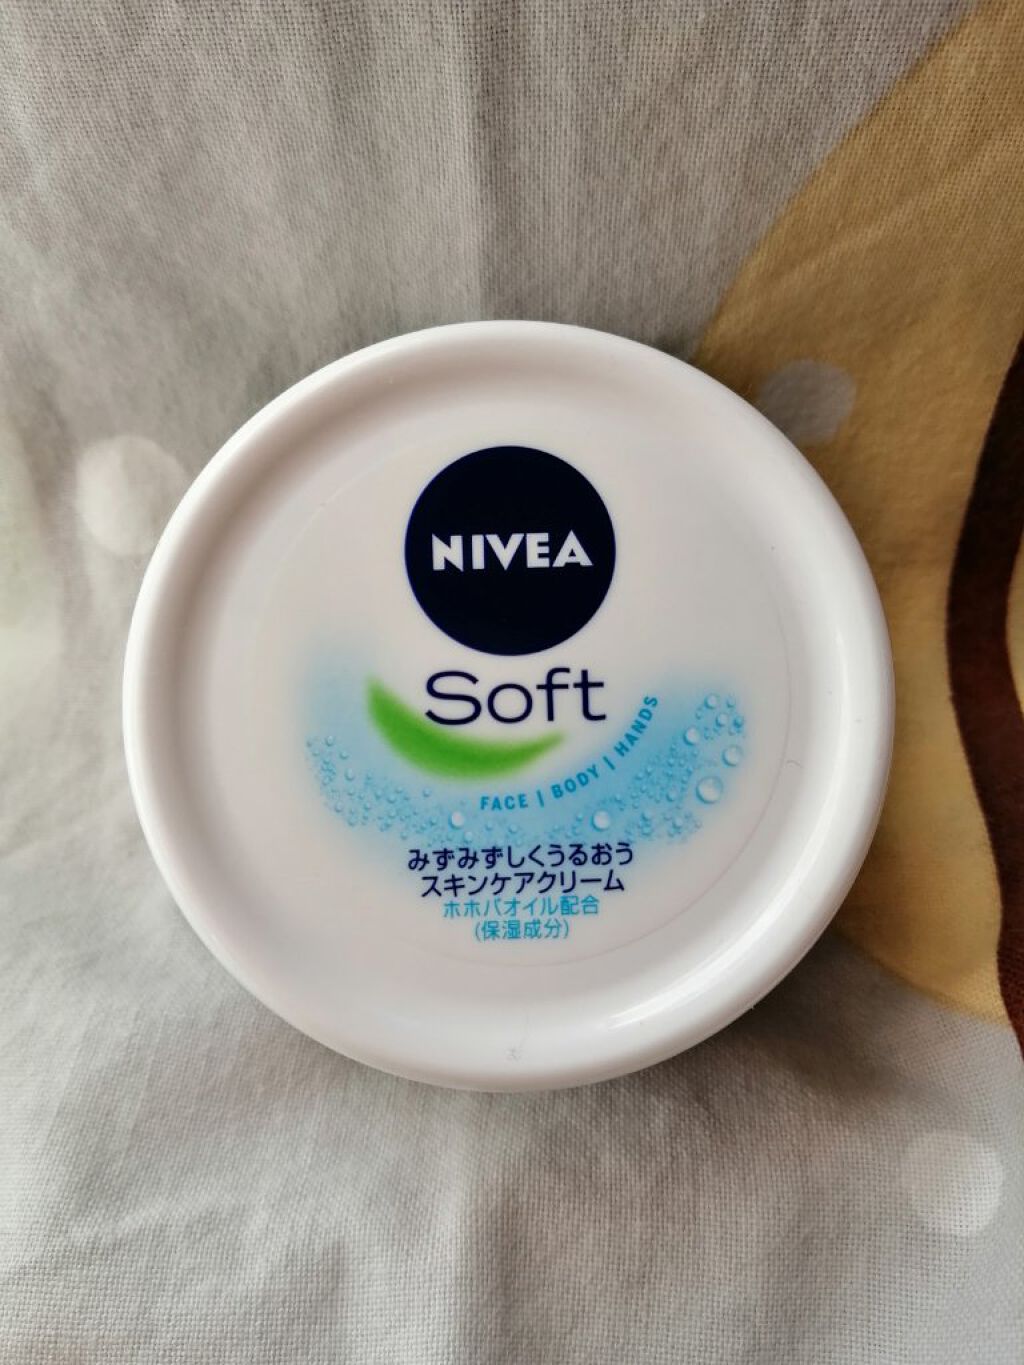 NIVEA
Soft
FACE | BODY | HANDS
みずみずしくうるおう
スキンケアクリーム
ホホバオイル配合
(保湿成分)